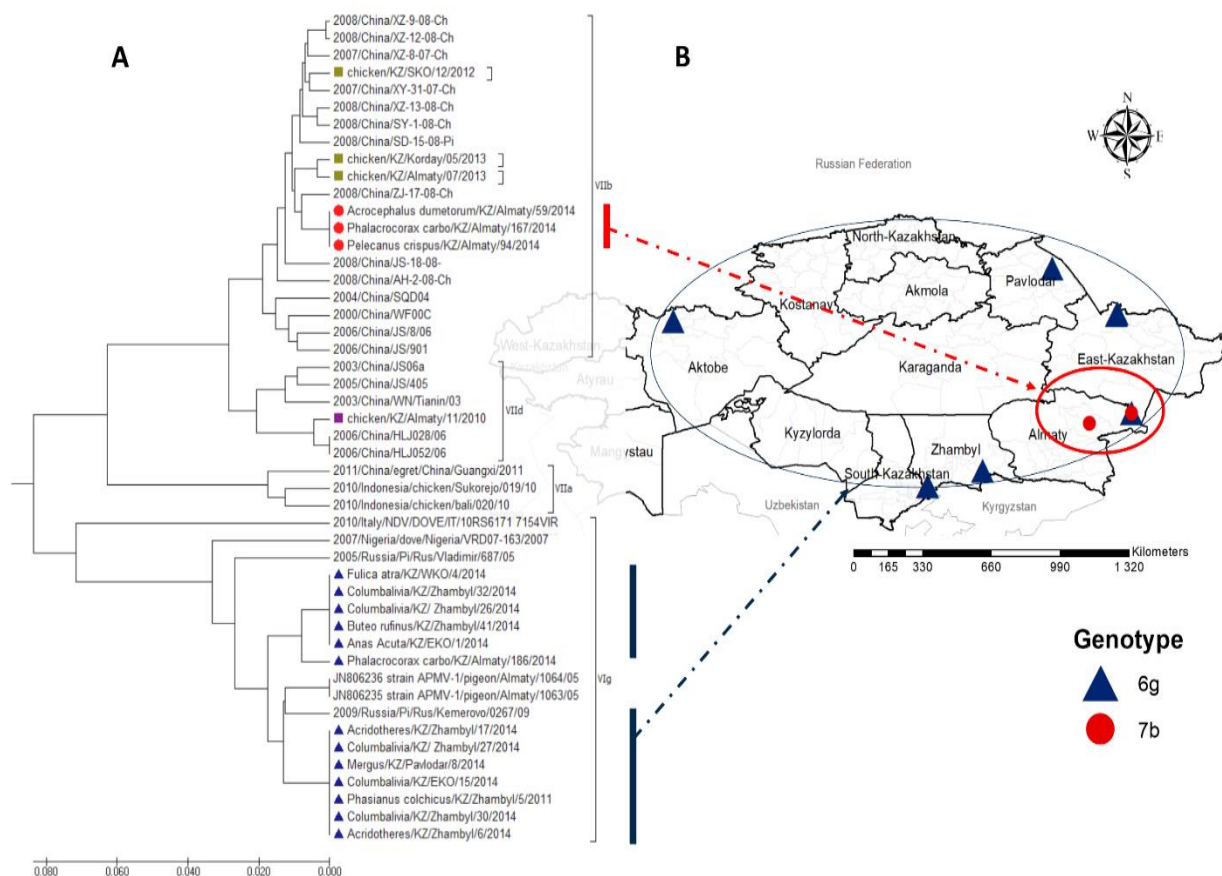 A
2008/China/XZ-9-08-Ch
2008/China/XZ-12-08-Ch
2007/China/XZ-8-07-Ch
chicken/KZ/SKO/12/2012
2007/China/XY-31-07-Ch
2008/China/XZ-13-08-Ch
2008/China/SY-1-08-Ch
2008/China/SD-15-08-Pi
chicken/KZ/Korday/05/2013
chicken/KZ/Almaty/07/2013
2008/China/ZJ-17-08-Ch
Acrocephalus dumetorum/KZ/Almaty/59/2014
Phalacrocorax carbo/KZ/Almaty/167/2014
Pelecanus crispus/KZ/Almaty/94/2014
2008/China/JS-18-08-
2008/China/AH-2-08-Ch
2004/China/SQD04
2000/China/WF00C
2006/China/JS/8/06
2006/China/JS/901
VIIb
2003/China/JS06a
2005/China/JS/405
2003/China/WN/Tianin/03
chicken/KZ/Almaty/11/2010
2006/China/HLJ028/06
2006/China/HLJ052/06
VIId
2011/China/egret/China/Guangxi/2011
2010/Indonesia/chicken/Sukorejo/019/10
2010/Indonesia/chicken/bali/020/10
VIIa
2010/Italy/NDV/DOVE/IT/10RS6171 7154VIR
2007/Nigeria/dove/Nigeria/VRD07-163/2007
2005/Russia/Pi/Rus/Vladimir/687/05
Fulica atra/KZ/WKO/4/2014
Columbalivia/KZ/Zhambyl/32/2014
Columbalivia/KZ/ Zhambyl/26/2014
Buteo rufinus/KZ/Zhambyl/41/2014
Anas Acuta/KZ/EKO/1/2014
Phalacrocorax carbo/KZ/Almaty/186/2014
JN806236 strain APMV-1/pigeon/Almaty/1064/05
JN806235 strain APMV-1/pigeon/Almaty/1063/05
2009/Russia/Pi/Rus/Kemerovo/0267/09
Acridotheres/KZ/Zhambyl/17/2014
Columbalivia/KZ/ Zhambyl/27/2014
Mergus/KZ/Pavlodar/8/2014
Columbalivia/KZ/EKO/15/2014
Phasianus colchicus/KZ/Zhambyl/5/2011
Columbalivia/KZ/Zhambyl/30/2014
Acridotheres/KZ/Zhambyl/6/2014
VIg
0.080 0.060 0.040 0.020 0.000
B
N
W E
S
Russian Federation
North-Kazakhstan
Pavlodar
Akmola
Kostanay
West-Kazakhstan
Aktobe
Karaganda
East-Kazakhstan
Atyrau
Kyzylorda
Zhambyl
Almaty
Mangystau
South-Kazakhstan
Uzbekistan
Kyrgyzstan
Kilometers
0 165 330 660 990 1 320
Genotype
6g
7b